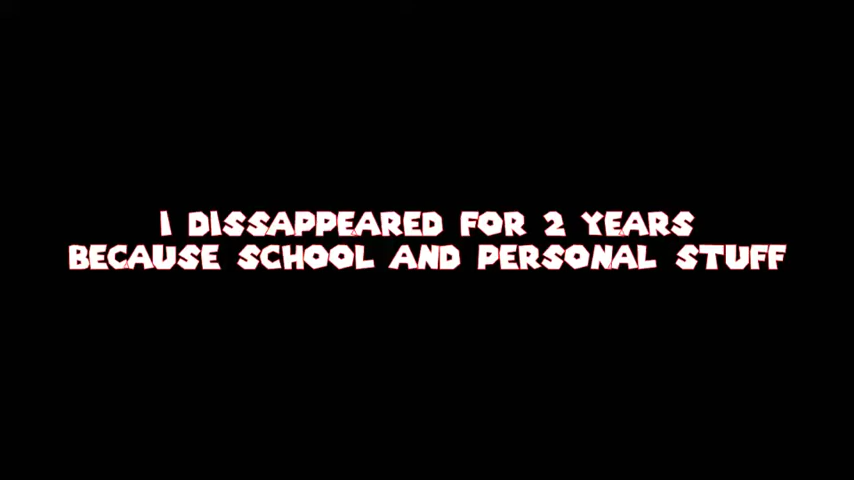 I DISSAPPEARED FOR 2 YEARS
BECAUSE SCHOOL AND PERSONAL STUFF